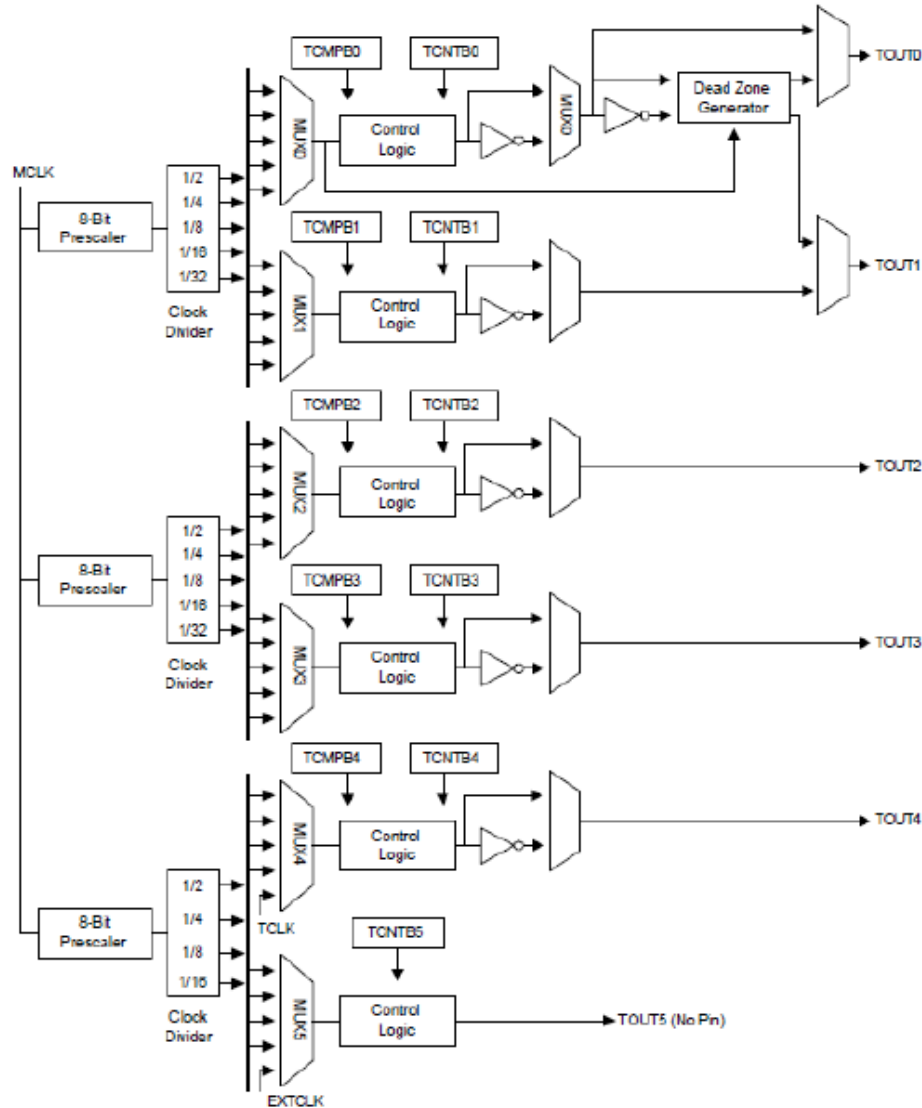 TCMPB0
TCNTB0
TOUT0
MUX0
Control
Logic
MUX0
Dead Zone
Generator
MCLK
8-Bit
Prescaler
1/2
1/4
1/8
1/16
1/32
Clock
Divider
TCMPB1
TCNTB1
MUX1
Control
Logic
TOUT1
TCMPB2
TCNTB2
MUX2
Control
Logic
TOUT2
8-Bit
Prescaler
1/2
1/4
1/8
1/16
1/32
Clock
Divider
TCMPB3
TCNTB3
MUX3
Control
Logic
TOUT3
TCMPB4
TCNTB4
MUX4
Control
Logic
TOUT4
TCLK
8-Bit
Prescaler
1/2
1/4
1/8
1/16
Clock
Divider
TCNTB5
MUX5
Control
Logic
TOUT5 (No Pin)
EXTCLK